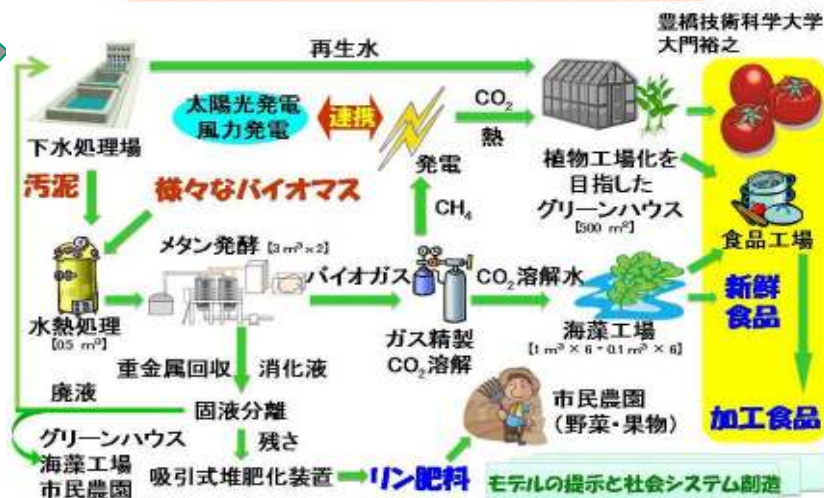 豊橋技術科学大学
大門裕之
再生水
太陽光発電
風力発電
連携
CO2
熱
下水処理場
発電
植物工場化を
目指した
グリーンハウス
[500 m²]
汚泥
様々なバイオマス
CH4
食品工場
メタン発酵 [3 m³×2]
バイオガス
CO2溶解水
新鮮
食品
水熱処理
[0.5 m³]
ガス精製
CO2溶解
海藻工場
[1 m³ × 6・0.1 m³ × 6]
重金属回収
消化液
廃液
固液分離
市民農園
(野菜・果物)
加工食品
グリーンハウス
海藻工場
市民農園
残さ
吸引式堆肥化装置
リン肥料
モデルの提示と社会システム創造